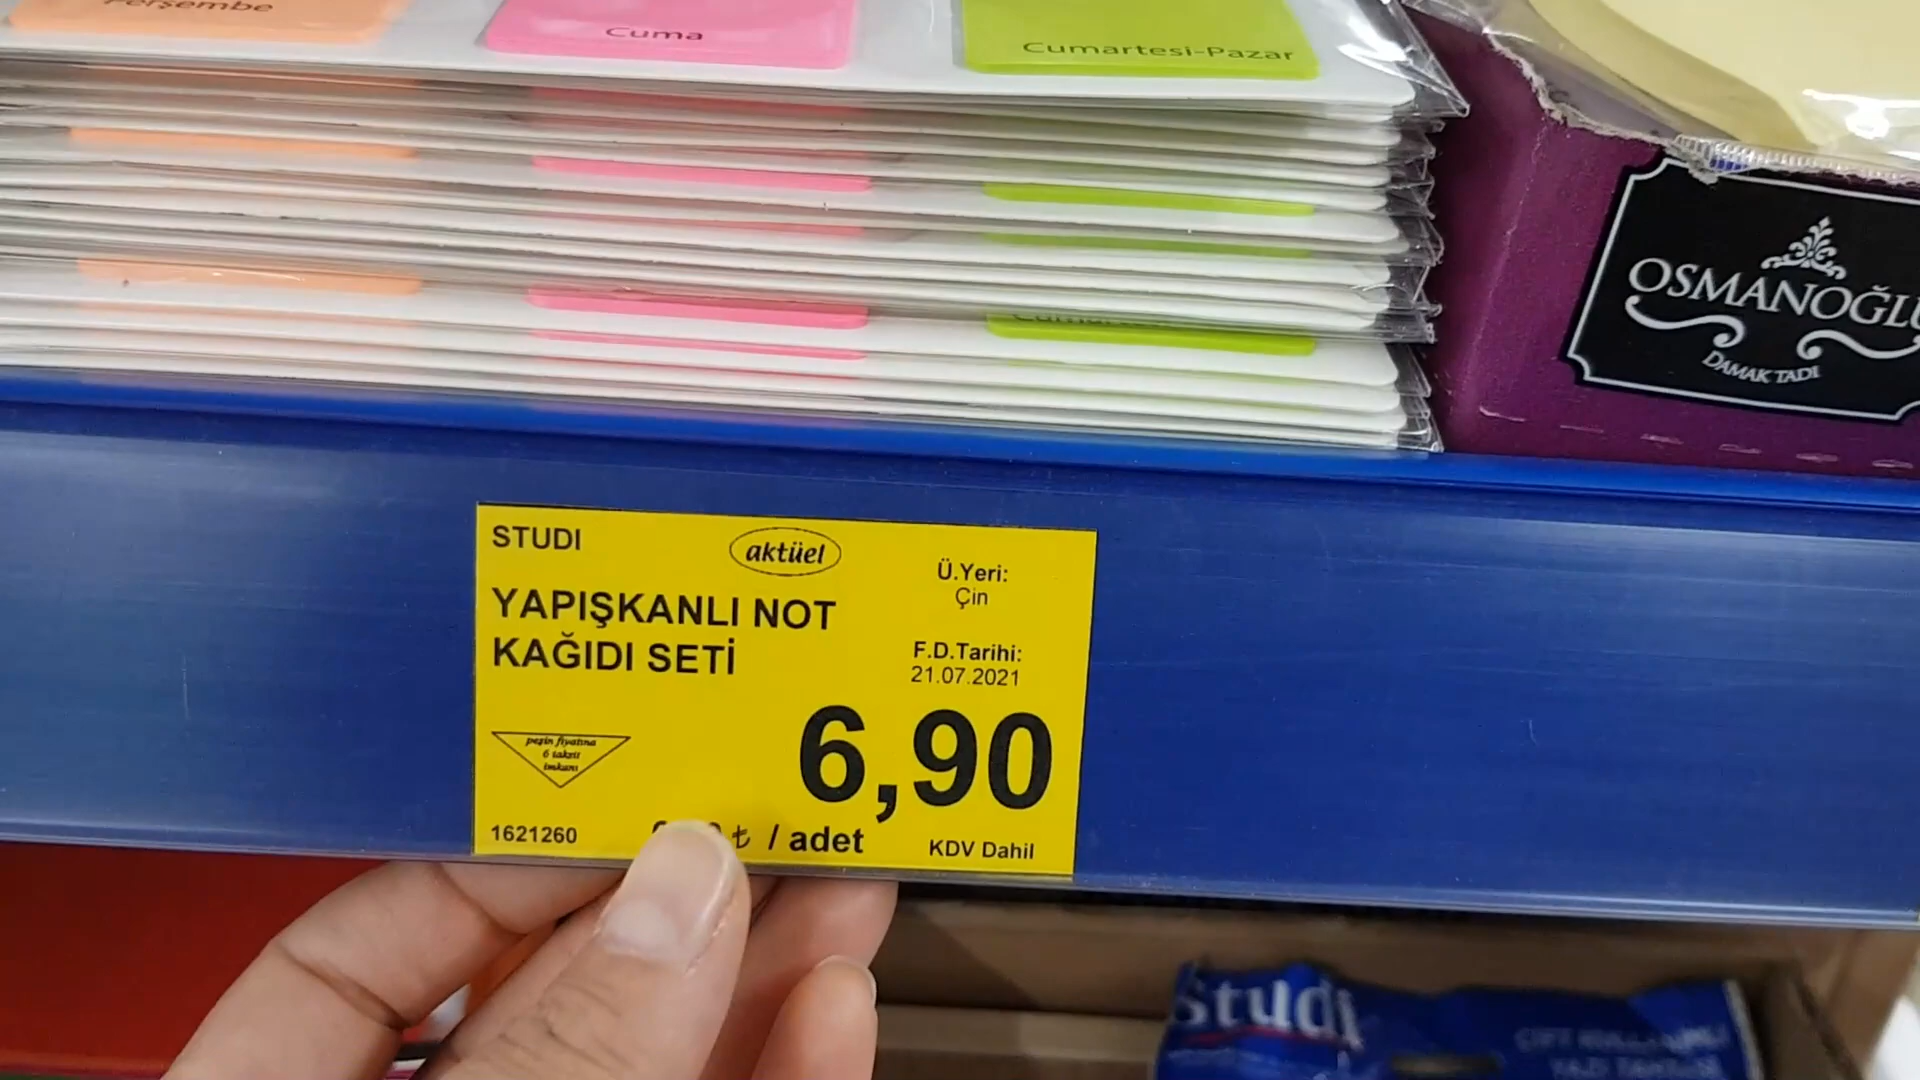 Perşembe
Cuma
Cumartesi-Pazar
OSMANOĞLU
DAMAK TADI
STUDI
aktüel
YAPIŞKANLI NOT
KAĞIDI SETİ
Ü.Yeri:
Çin
F.D.Tarihi:
21.07.2021
peşin fiyatına
6 taksit
imkanı
6,90
1621260
₺ / adet
KDV Dahil
Studi